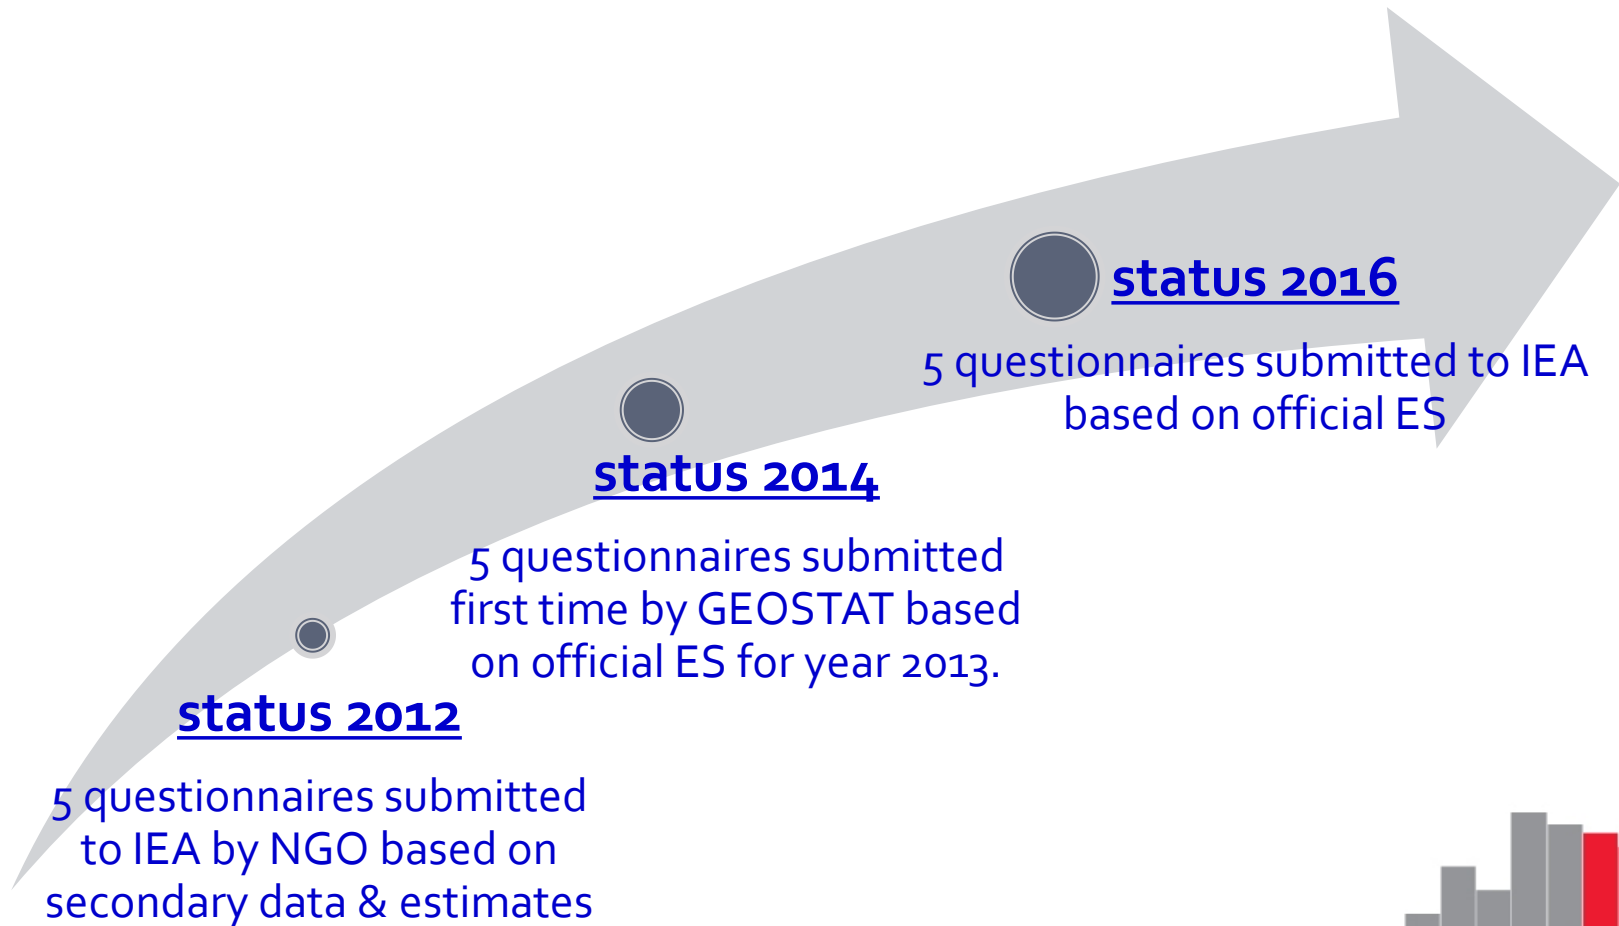 status 2016
5 questionnaires submitted to IEA
based on official ES
status 2014
5 questionnaires submitted
first time by GEOSTAT based
on official ES for year 2013.
status 2012
5 questionnaires submitted
to IEA by NGO based on
secondary data & estimates